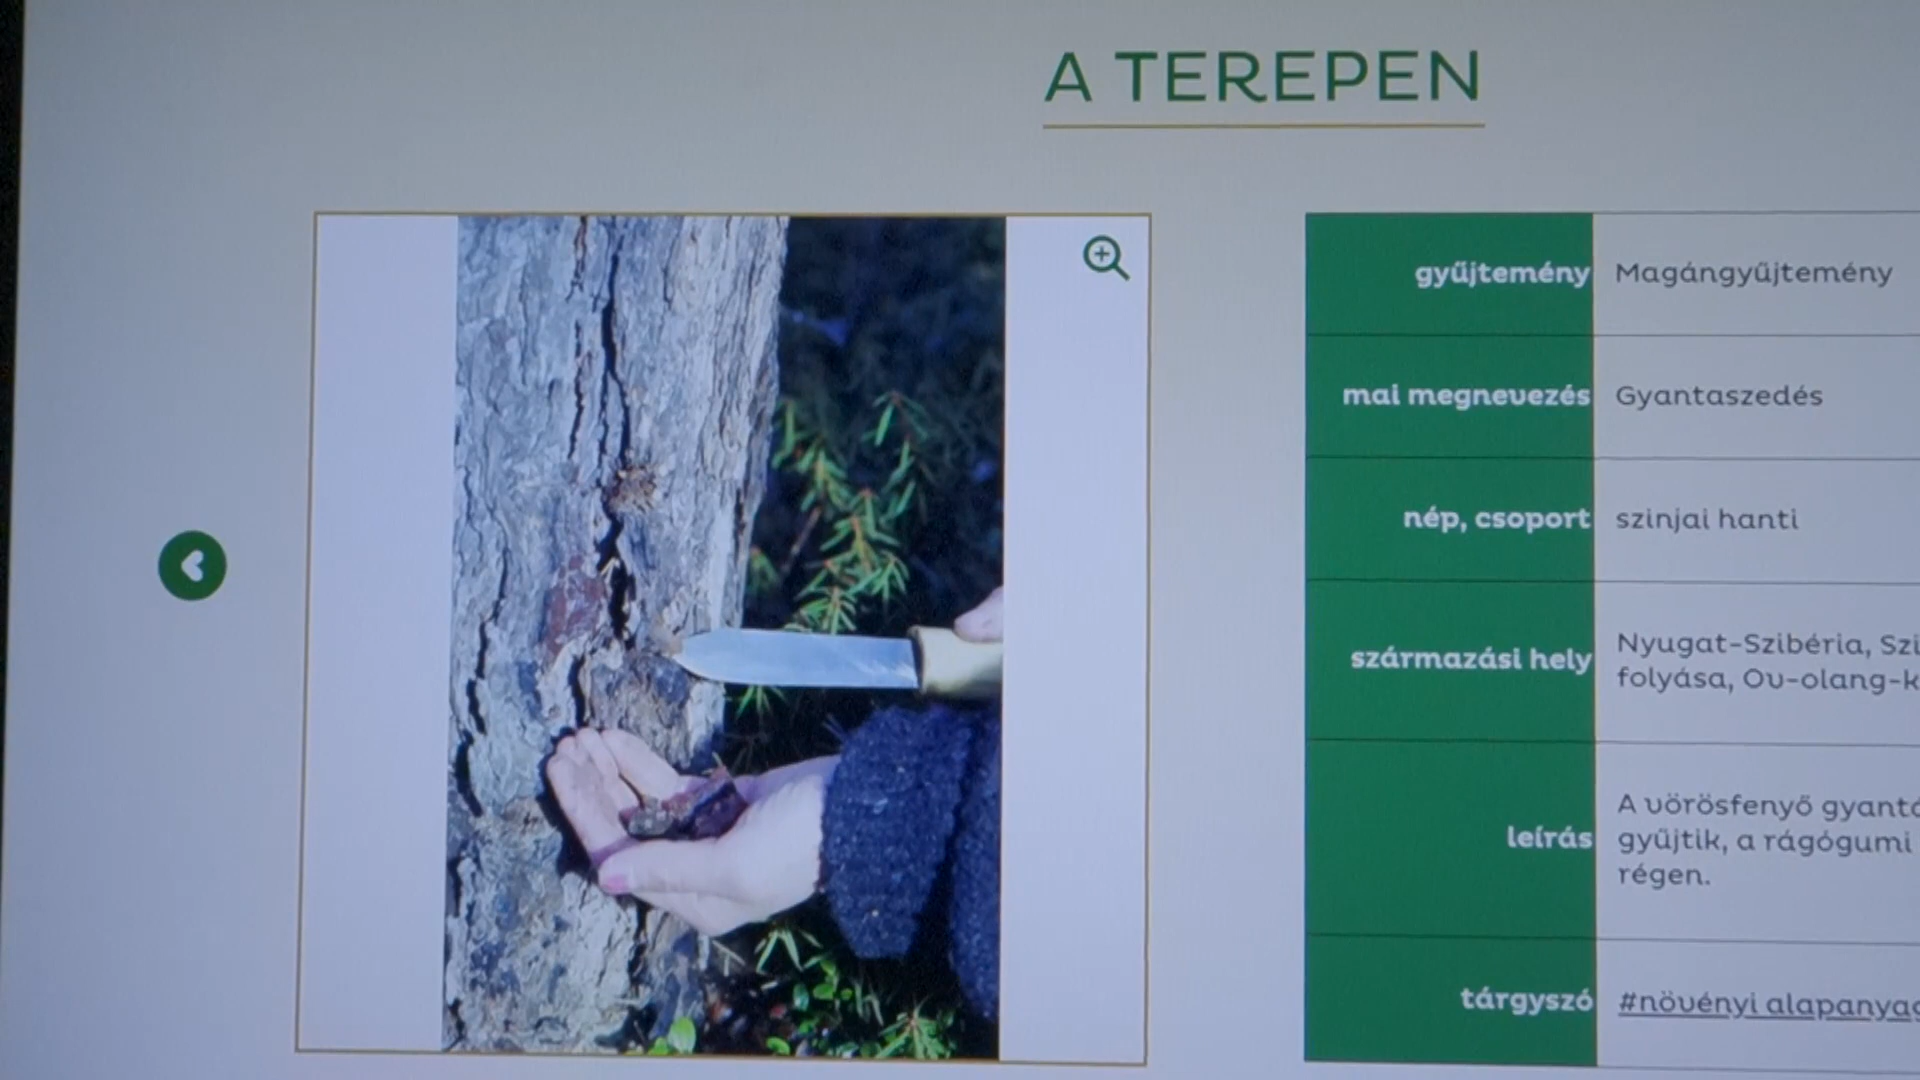 A TEREPEN
gyűjtemény Magángyűjtemény
mai megnevezés Gyantaszedés
nép, csoport szinjai hanti
származási hely Nyugat-Szibéria,
folyása,
leírás A vörösfenyő
gyűjtik, a rágógumi
régen.
tárgyszó #növényi